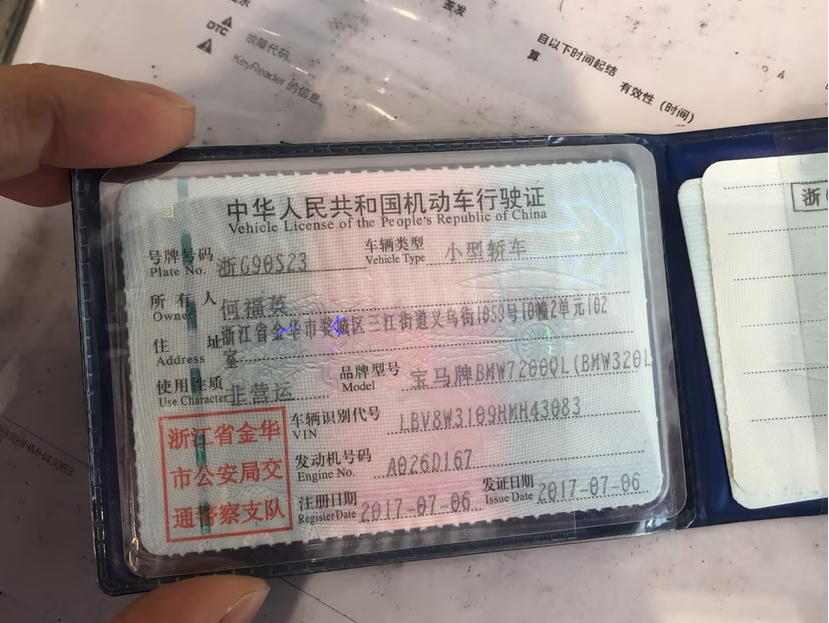 DTC 故障代码
KeyReader 的信息
签发
自以下时间起结
算
有效性（时间）
中华人民共和国机动车行驶证
Vehicle License of the People's Republic of China
号牌号码 浙G90S23 车辆类型 小型轿车
Plate No. Vehicle Type
所有人 何福英
Owner
住址 浙江省金华市婺城区三江街道义乌街1053号10幢2单元102
Address 室
使用性质 非营运 品牌型号 宝马牌BMW7200QL(BMW320L
Use Character Model
浙江省金华
市公安局交
通警察支队
车辆识别代号 LBV8W3109HMH43083
VIN
发动机号码 A026D167
Engine No.
注册日期 2017-07-06 发证日期 2017-07-06
Register Date Issue Date
浙
3109HMH43083